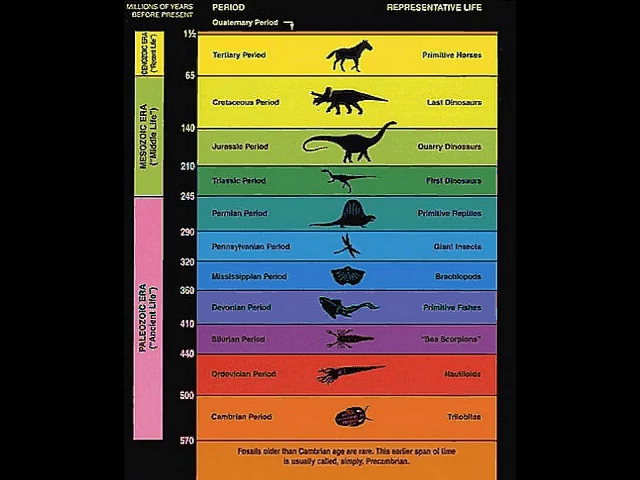 MILLIONS OF YEARS
BEFORE PRESENT
PERIOD
REPRESENTATIVE LIFE
Quaternary Period
1½
Tertiary Period
Primitive Horses
65
Cretaceous Period
Last Dinosaurs
140
Jurassic Period
Quarry Dinosaurs
210
Triassic Period
First Dinosaurs
245
Permian Period
Primitive Reptiles
290
Pennsylvanian Period
Giant Insects
320
Mississippian Period
Brachiopods
360
Devonian Period
Primitive Fishes
410
Silurian Period
"Sea Scorpions"
440
Ordovician Period
Nautiloids
500
Cambrian Period
Trilobites
570
CENOZOIC ERA
("Recent Life")
MESOZOIC ERA
("Middle Life")
PALEOZOIC ERA
("Ancient Life")
Fossils older than Cambrian age are rare. This earlier span of time
is usually called, simply, Precambrian.